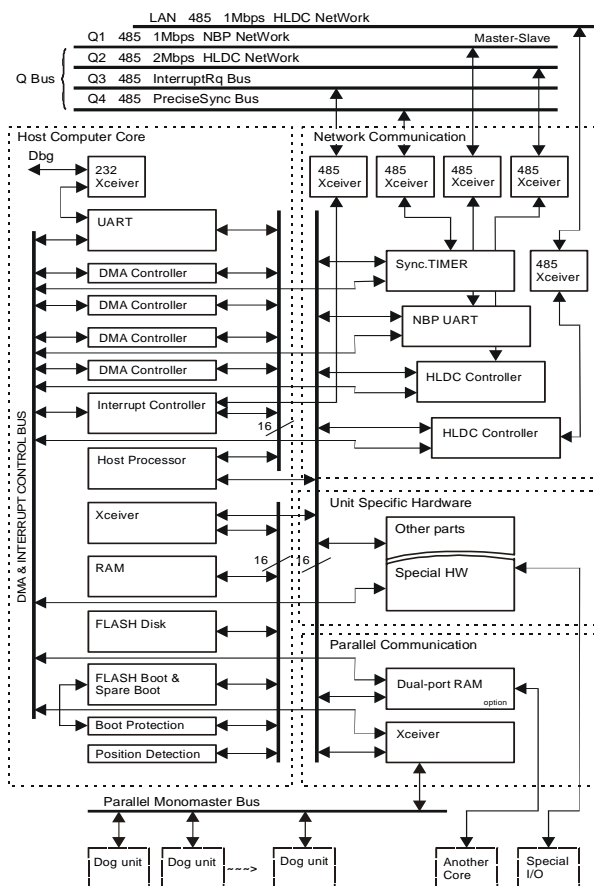 LAN 485 1Mbps HLDC NetWork
Q1 485 1Mbps NBP NetWork Master-Slave
Q2 485 2Mbps HLDC NetWork
Q Bus
Q3 485 InterruptRq Bus
Q4 485 PreciseSync Bus
Host Computer Core
Network Communication
Dbg
232
Xceiver
485
Xceiver
485
Xceiver
485
Xceiver
485
Xceiver
UART
485
Xceiver
Sync.TIMER
DMA Controller
DMA Controller
NBP UART
DMA Controller
DMA Controller
HLDC Controller
Interrupt Controller
16
HLDC Controller
Host Processor
DMA & INTERRUPT CONTROL BUS
Unit Specific Hardware
Xceiver
Other parts
16
16
RAM
Special HW
FLASH Disk
Parallel Communication
FLASH Boot &
Spare Boot
Dual-port RAM
option
Boot Protection
Xceiver
Position Detection
Parallel Monomaster Bus
Dog unit
Dog unit
~~~>
Dog unit
Another
Core
Special
I/O